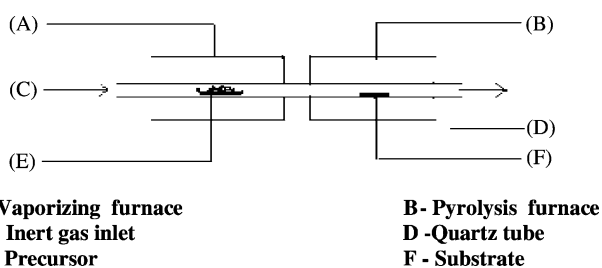 (A)
(B)
(C)
(D)
(E)
(F)
Vaporizing furnace
B - Pyrolysis furnace
Inert gas inlet
D -Quartz tube
Precursor
F - Substrate